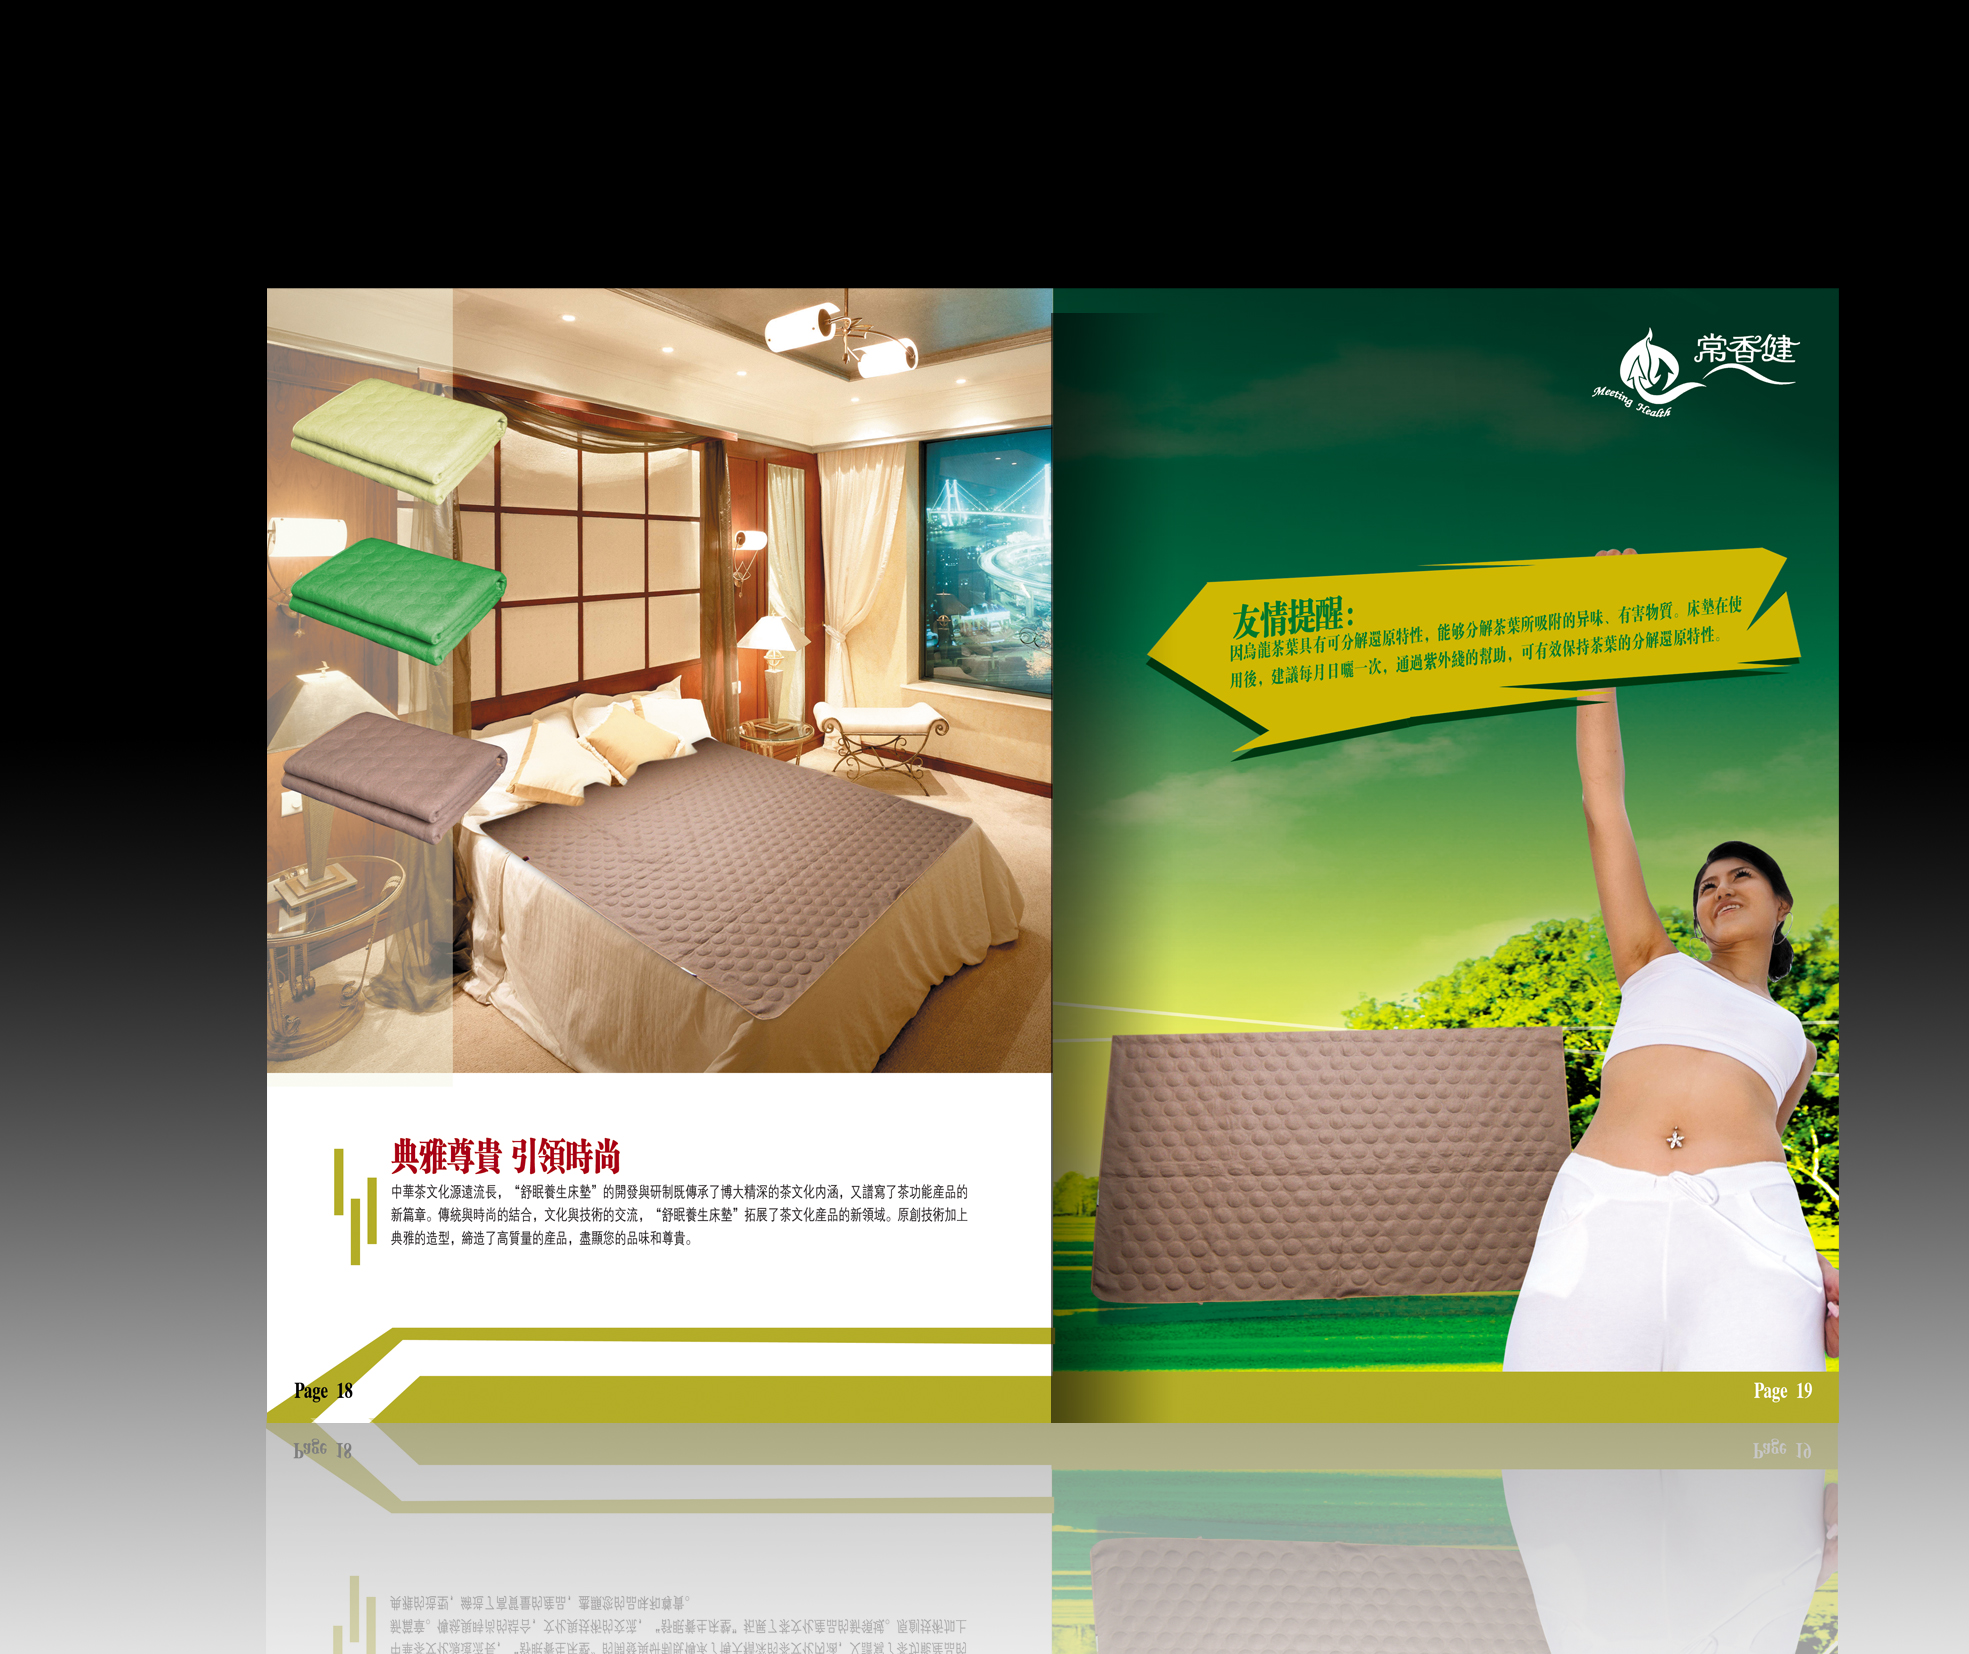 典雅尊貴 引領時尚
中華茶文化源遠流長，“舒眠養生床墊”的開發與研制既傳承了博大精深的茶文化内涵，又譜寫了茶功能産品的
新篇章。傳統與時尚的結合，文化與技術的交流，“舒眠養生床墊”拓展了茶文化産品的新領域。原創技術加上
典雅的造型，締造了高質量的産品，盡顯您的品味和尊貴。
Page 18
常香健
Meeting Health
友情提醒：
因烏龍茶葉具有可分解還原特性，能够分解茶葉所吸附的异味、有害物質。床墊在使
用後，建議每月日曬一次，通過紫外綫的幫助，可有效保持茶葉的分解還原特性。
Page 19